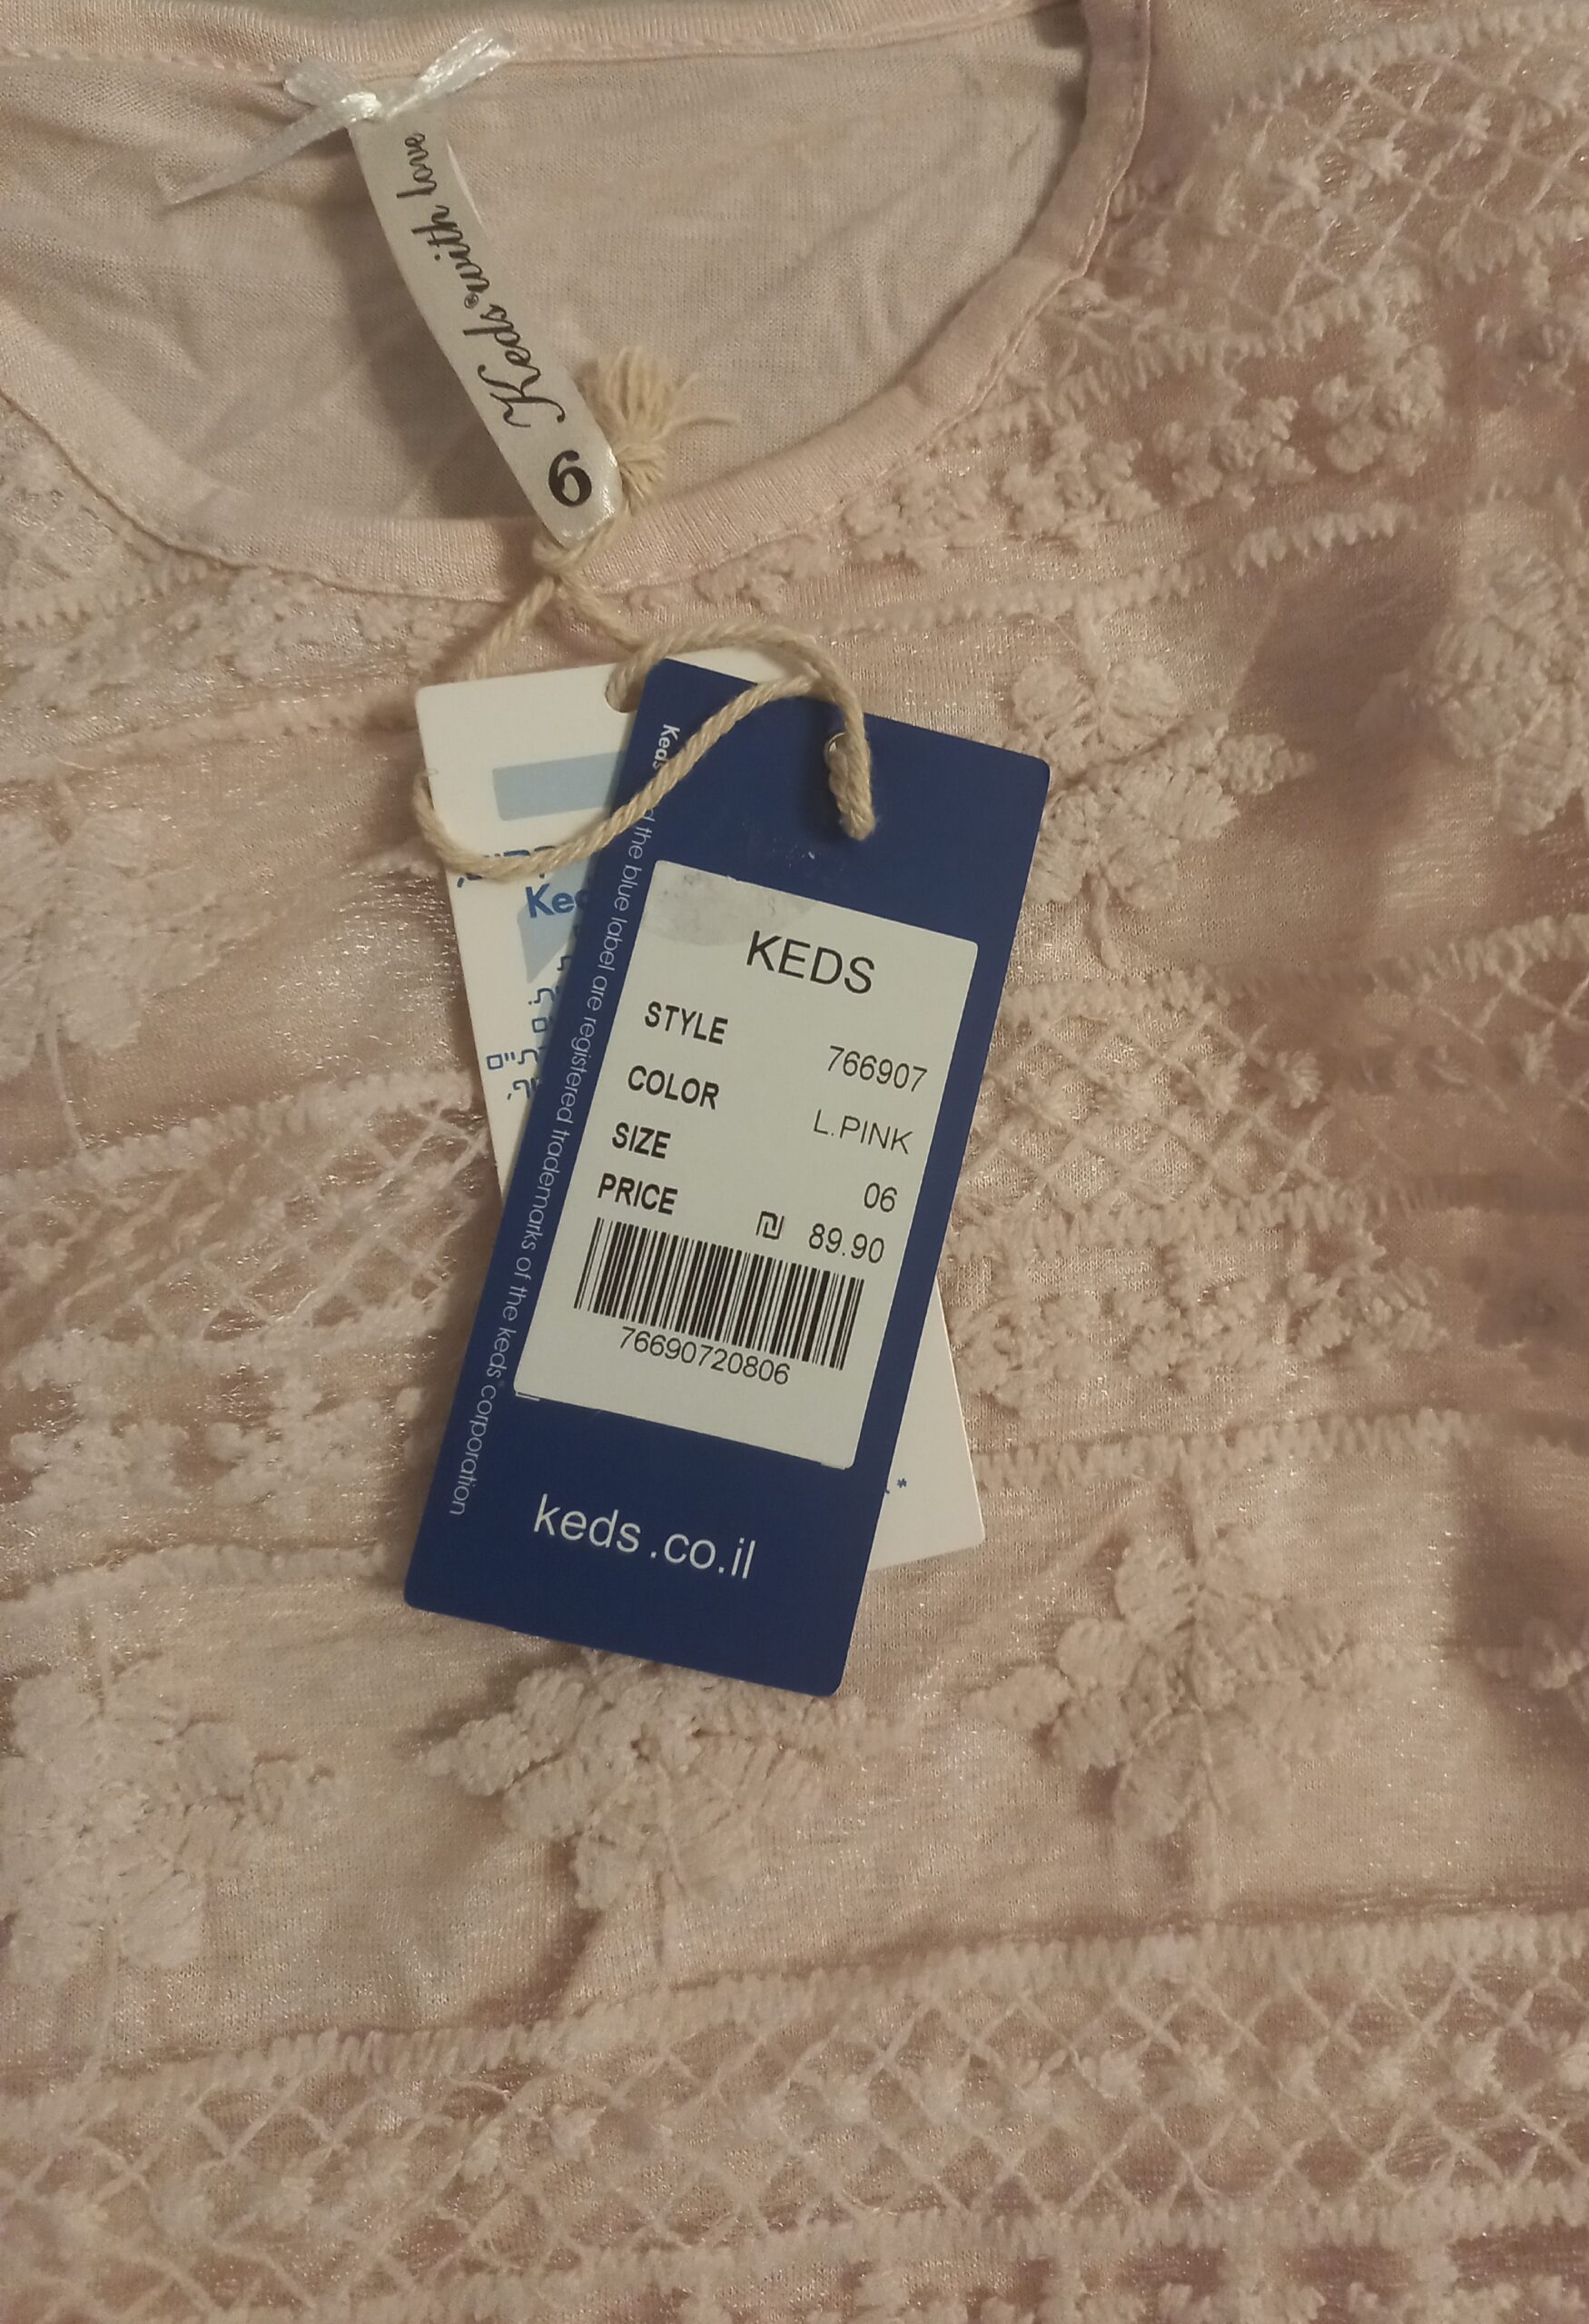 Keds® with love
6
Keds
the blue label are registered trademarks of the keds corporation
KEDS
STYLE 766907
COLOR L.PINK
SIZE 06
PRICE ₪ 89.90
76690720806
keds.co.il